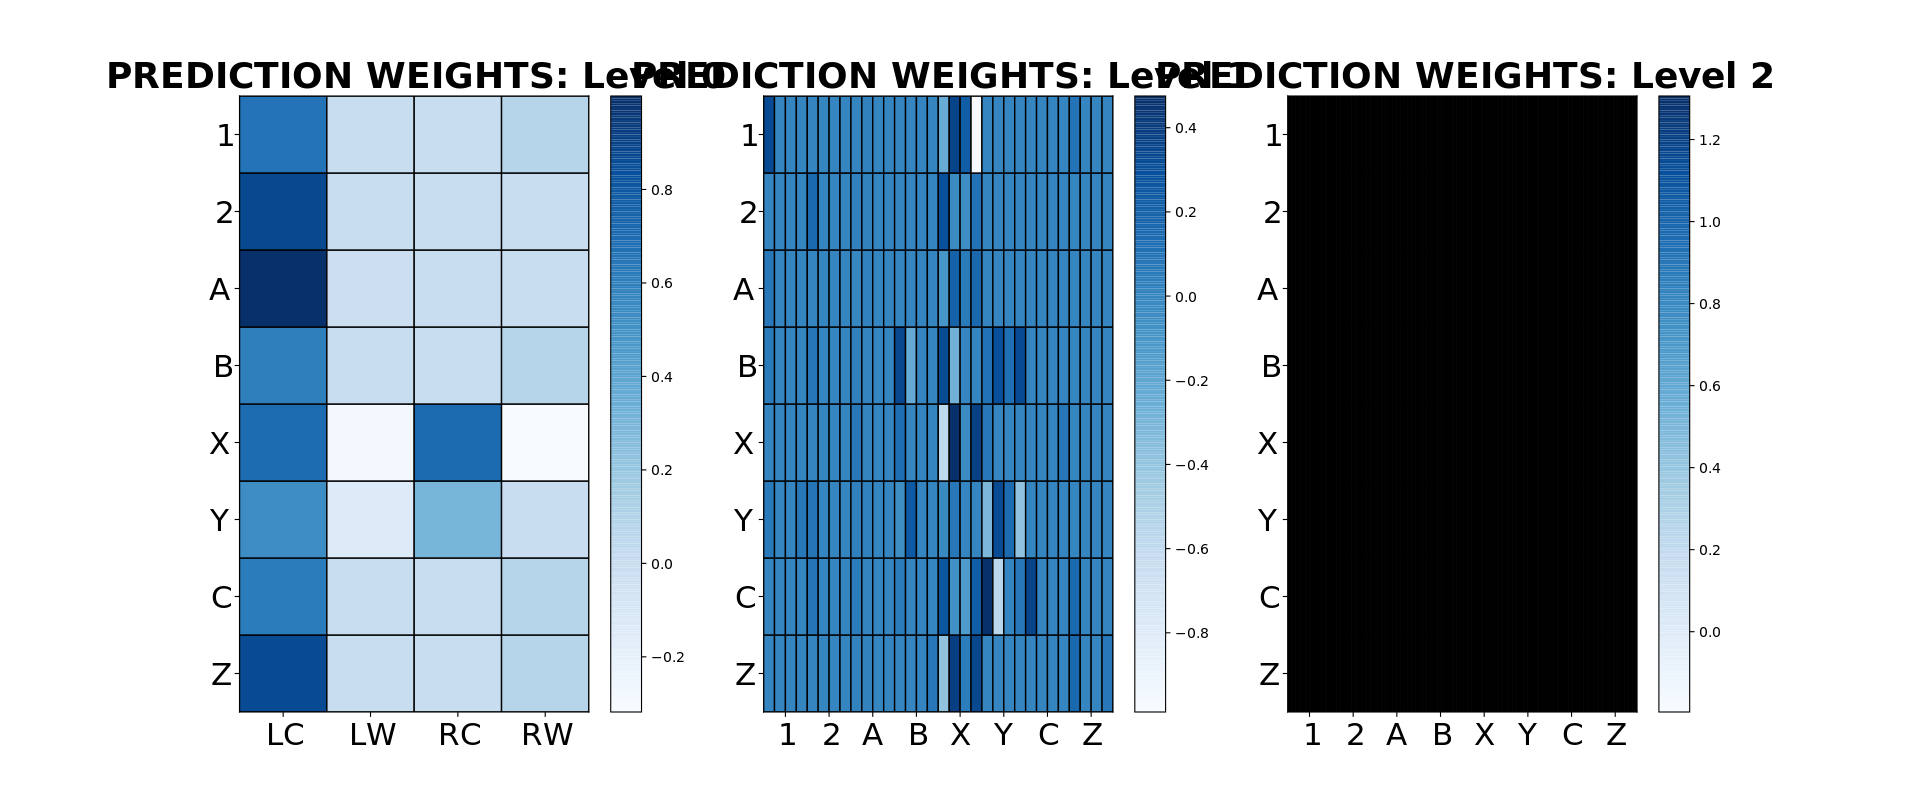 PREDICTION WEIGHTS: Level 0
1
2
A
B
X
Y
C
Z
LC LW RC RW
0.8
0.6
0.4
0.2
0.0
−0.2
PREDICTION WEIGHTS: Level 1
1
2
A
B
X
Y
C
Z
1 2 A B X Y C Z
0.4
0.2
0.0
−0.2
−0.4
−0.6
−0.8
PREDICTION WEIGHTS: Level 2
1
2
A
B
X
Y
C
Z
1 2 A B X Y C Z
1.2
1.0
0.8
0.6
0.4
0.2
0.0